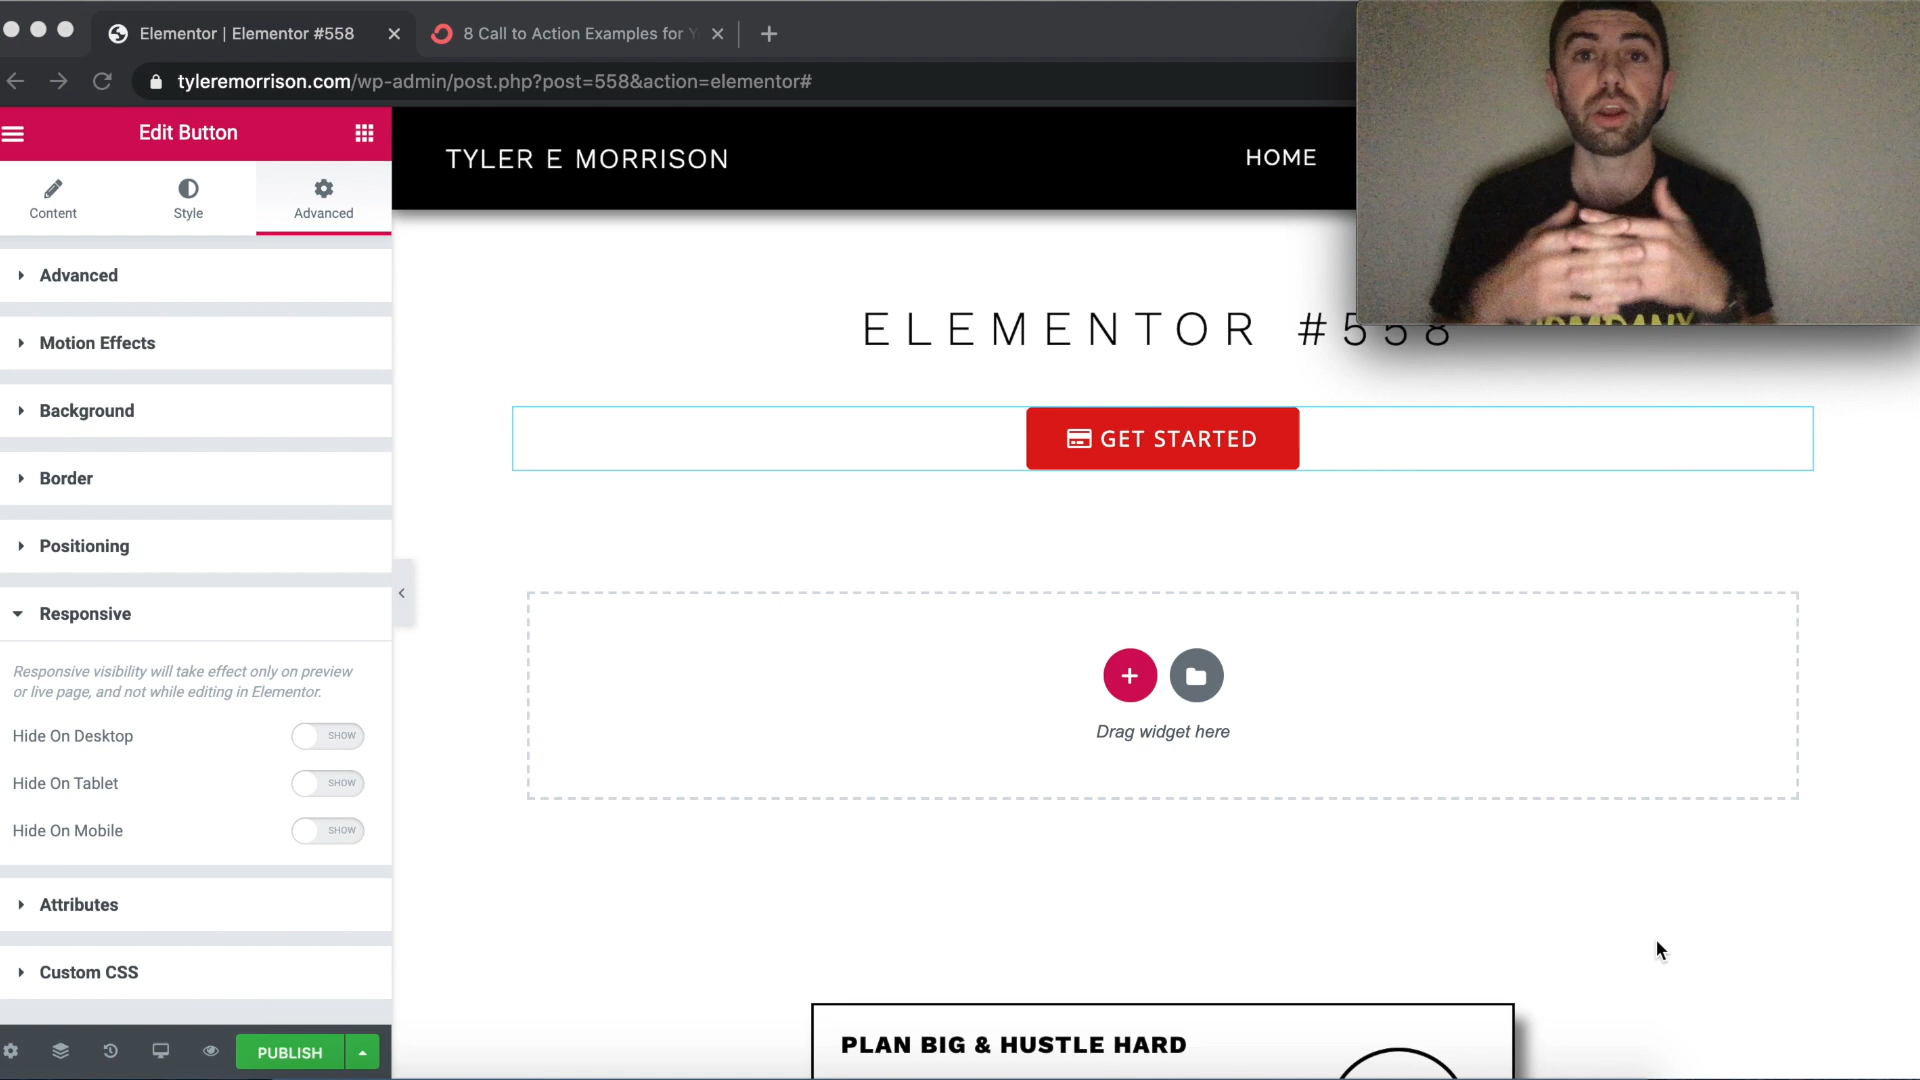 Elementor | Elementor #558
8 Call to Action Examples for
tyleremorrison.com/wp-admin/post.php?post=558&action=elementor#
Edit Button
Content
Style
Advanced
Advanced
Motion Effects
Background
Border
Positioning
Responsive
Responsive visibility will take effect only on preview
or live page, and not while editing in Elementor.
Hide On Desktop
SHOW
Hide On Tablet
SHOW
Hide On Mobile
SHOW
Attributes
Custom CSS
PUBLISH
TYLER E MORRISON
HOME
ELEMENTOR #558
GET STARTED
Drag widget here
PLAN BIG & HUSTLE HARD